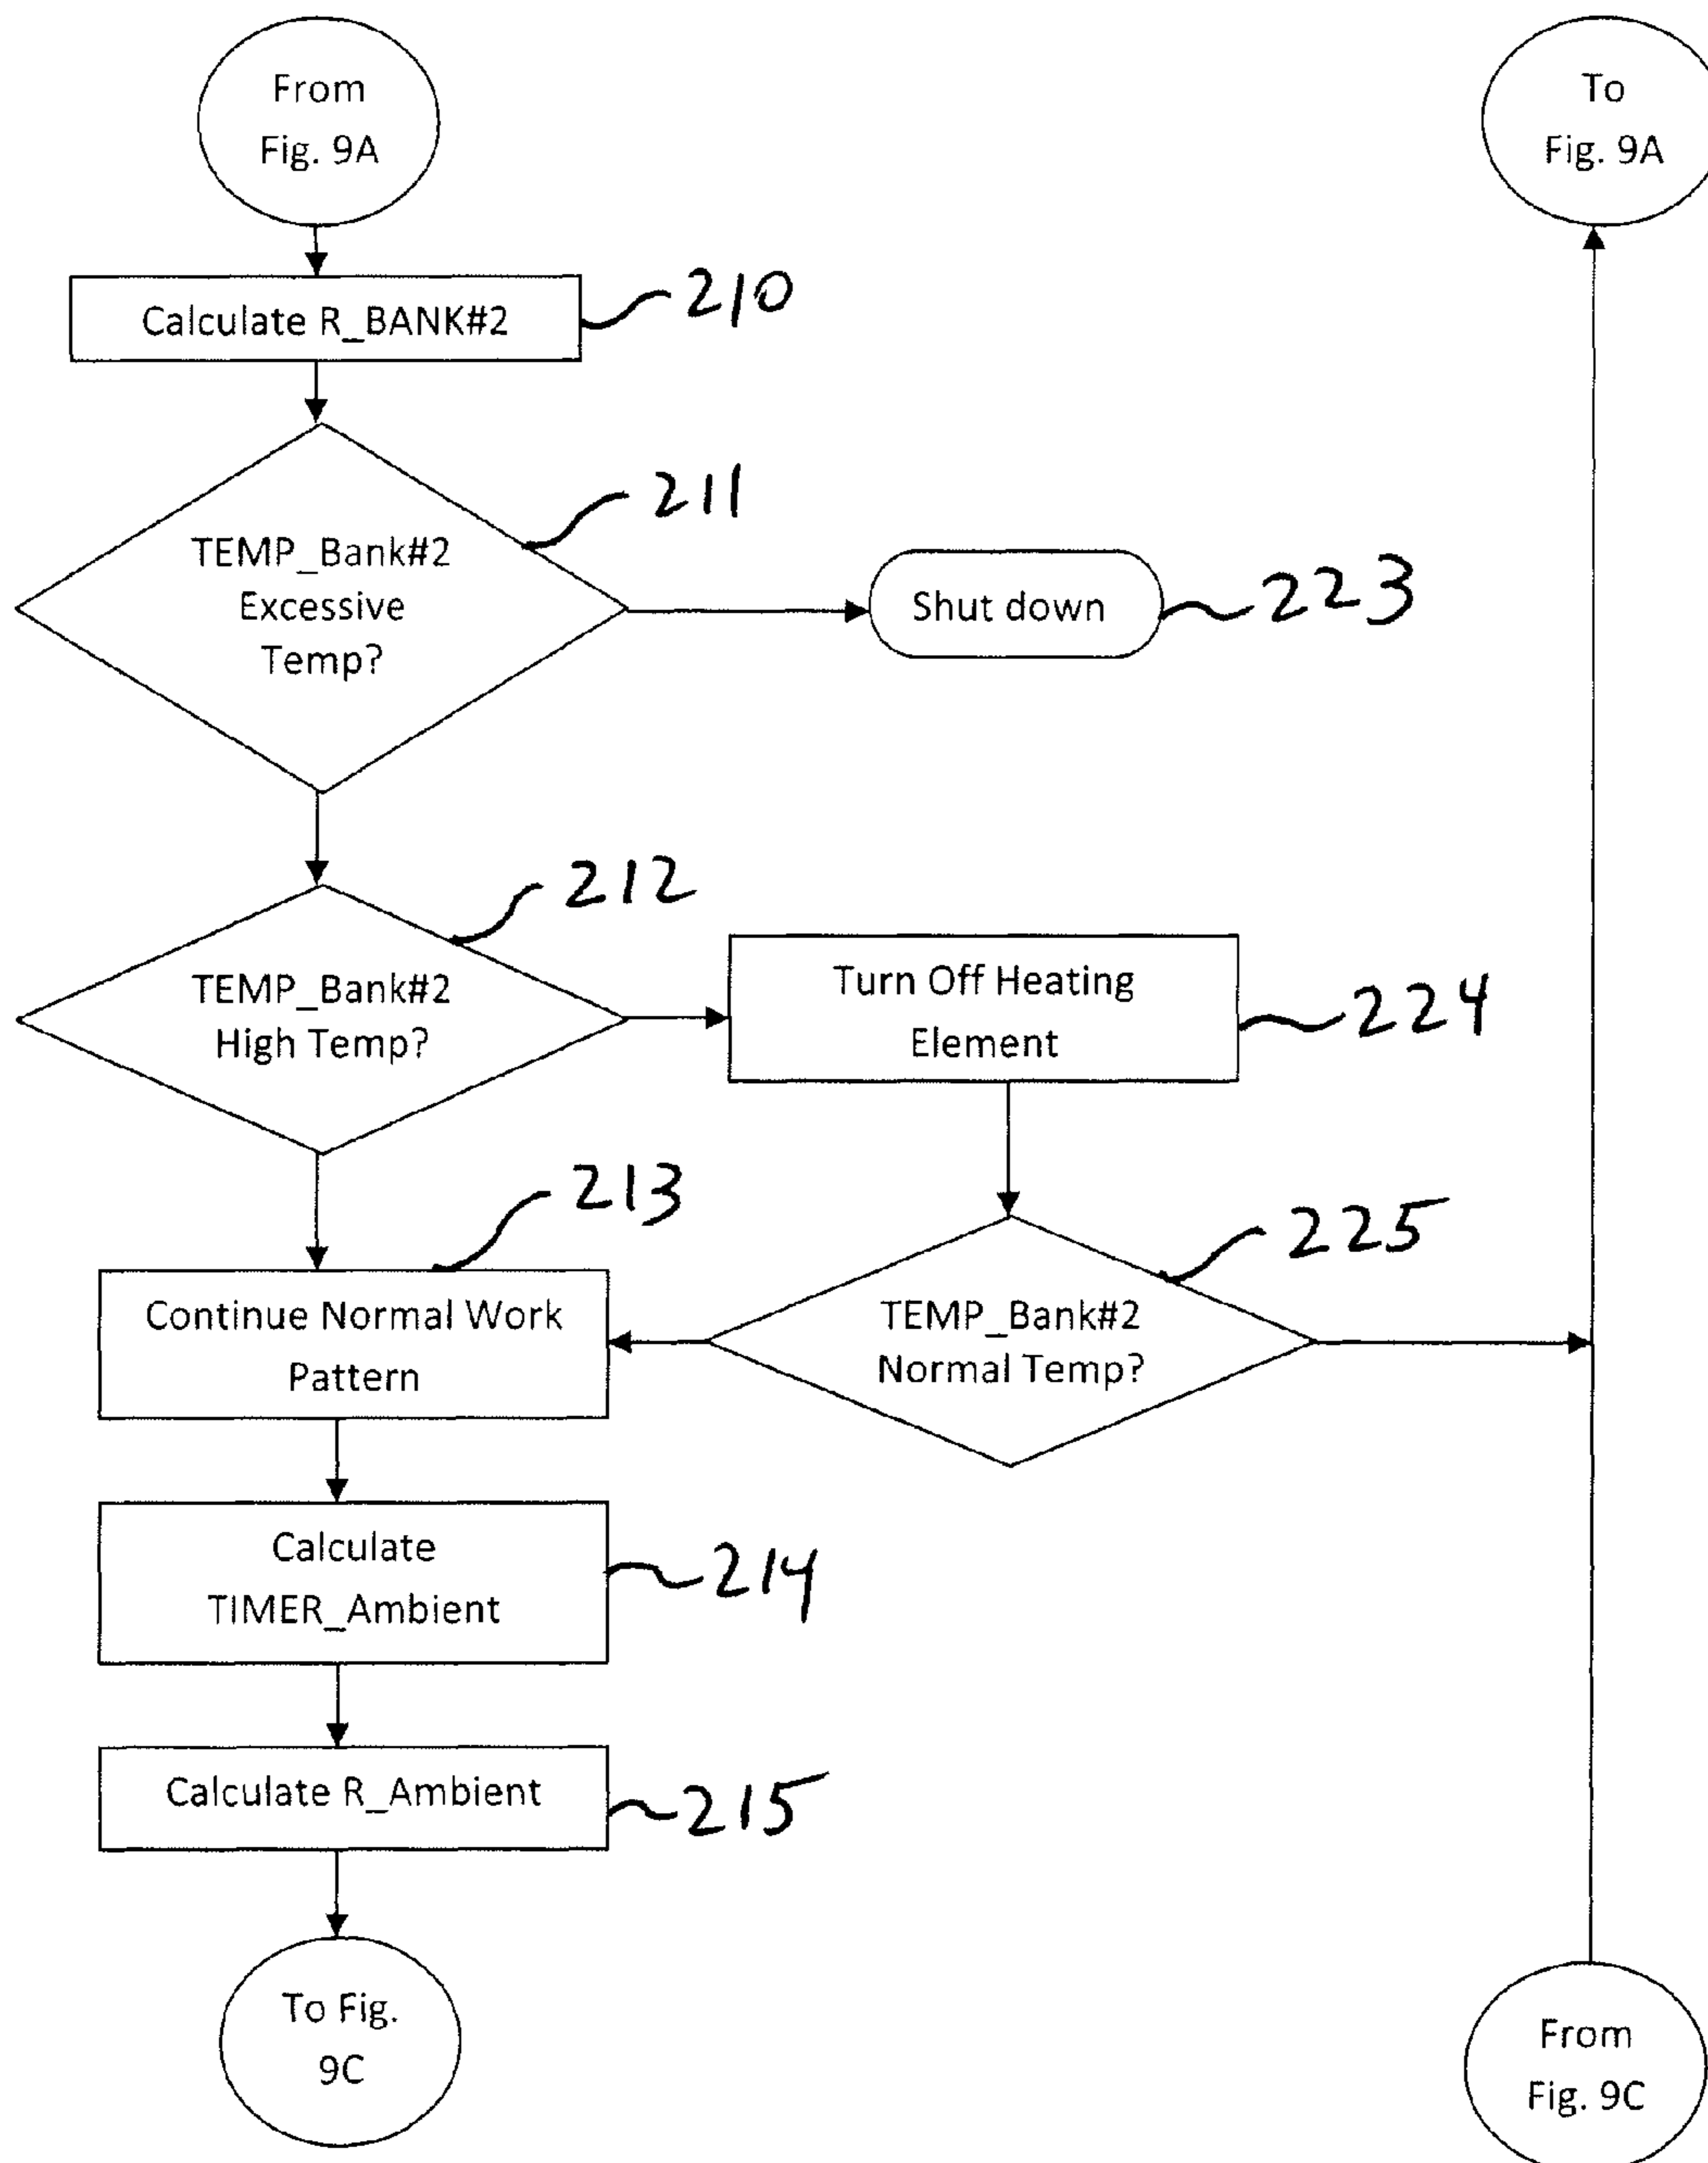 From
Fig. 9A
To
Fig. 9A
Calculate R_BANK#2
210
TEMP_Bank#2
Excessive
Temp?
211
Shut down
223
TEMP_Bank#2
High Temp?
212
Turn Off Heating
Element
224
Continue Normal Work
Pattern
213
TEMP_Bank#2
Normal Temp?
225
Calculate
TIMER_Ambient
214
Calculate R_Ambient
215
To Fig.
9C
From
Fig. 9C